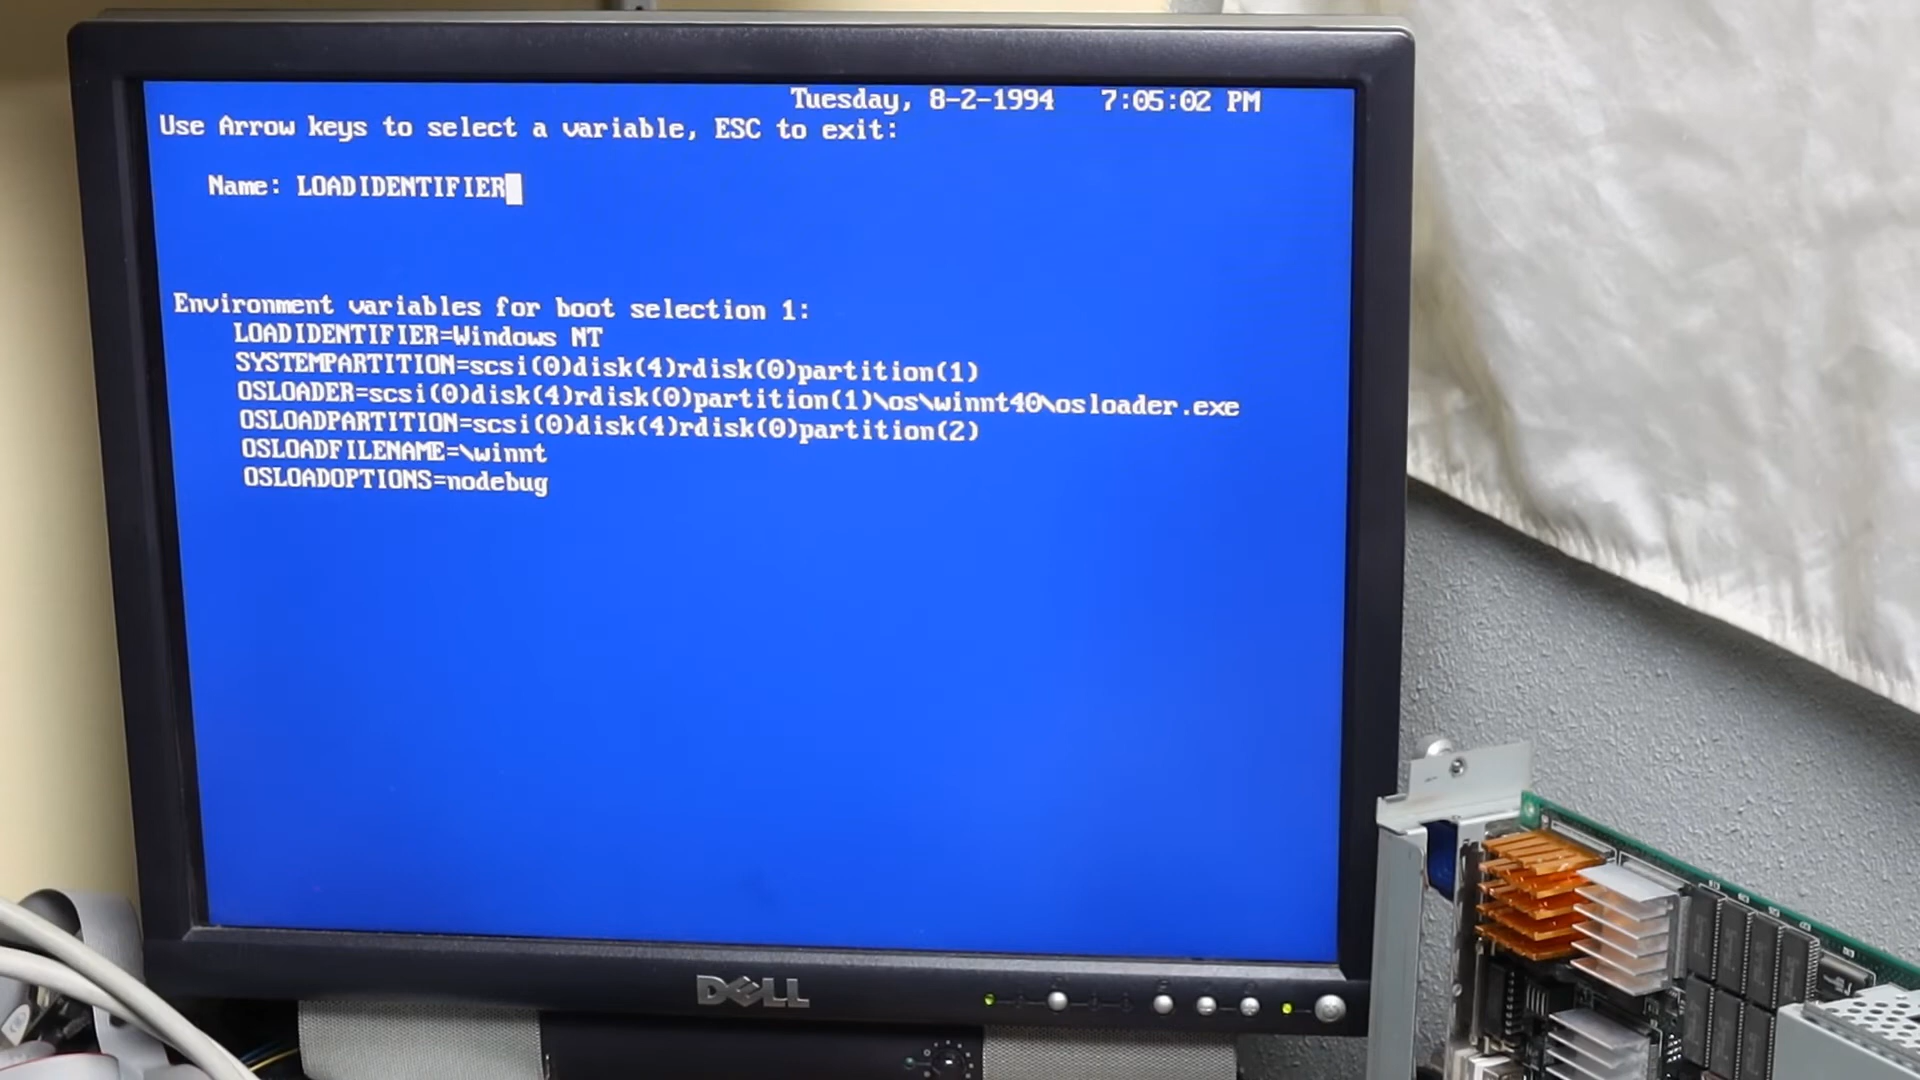 Tuesday, 8-2-1994 7:05:02 PM
Use Arrow keys to select a variable, ESC to exit:
Name: LOADIDENTIFIER
Environment variables for boot selection 1:
LOADIDENTIFIER=Windows NT
SYSTEMPARTITION=scsi(0)disk(4)rdisk(0)partition(1)
OSLOADER=scsi(0)disk(4)rdisk(0)partition(1)\os\winnt40\osloader.exe
OSLOADPARTITION=scsi(0)disk(4)rdisk(0)partition(2)
OSLOADFILENAME=\winnt
OSLOADOPTIONS=nodebug
DELL